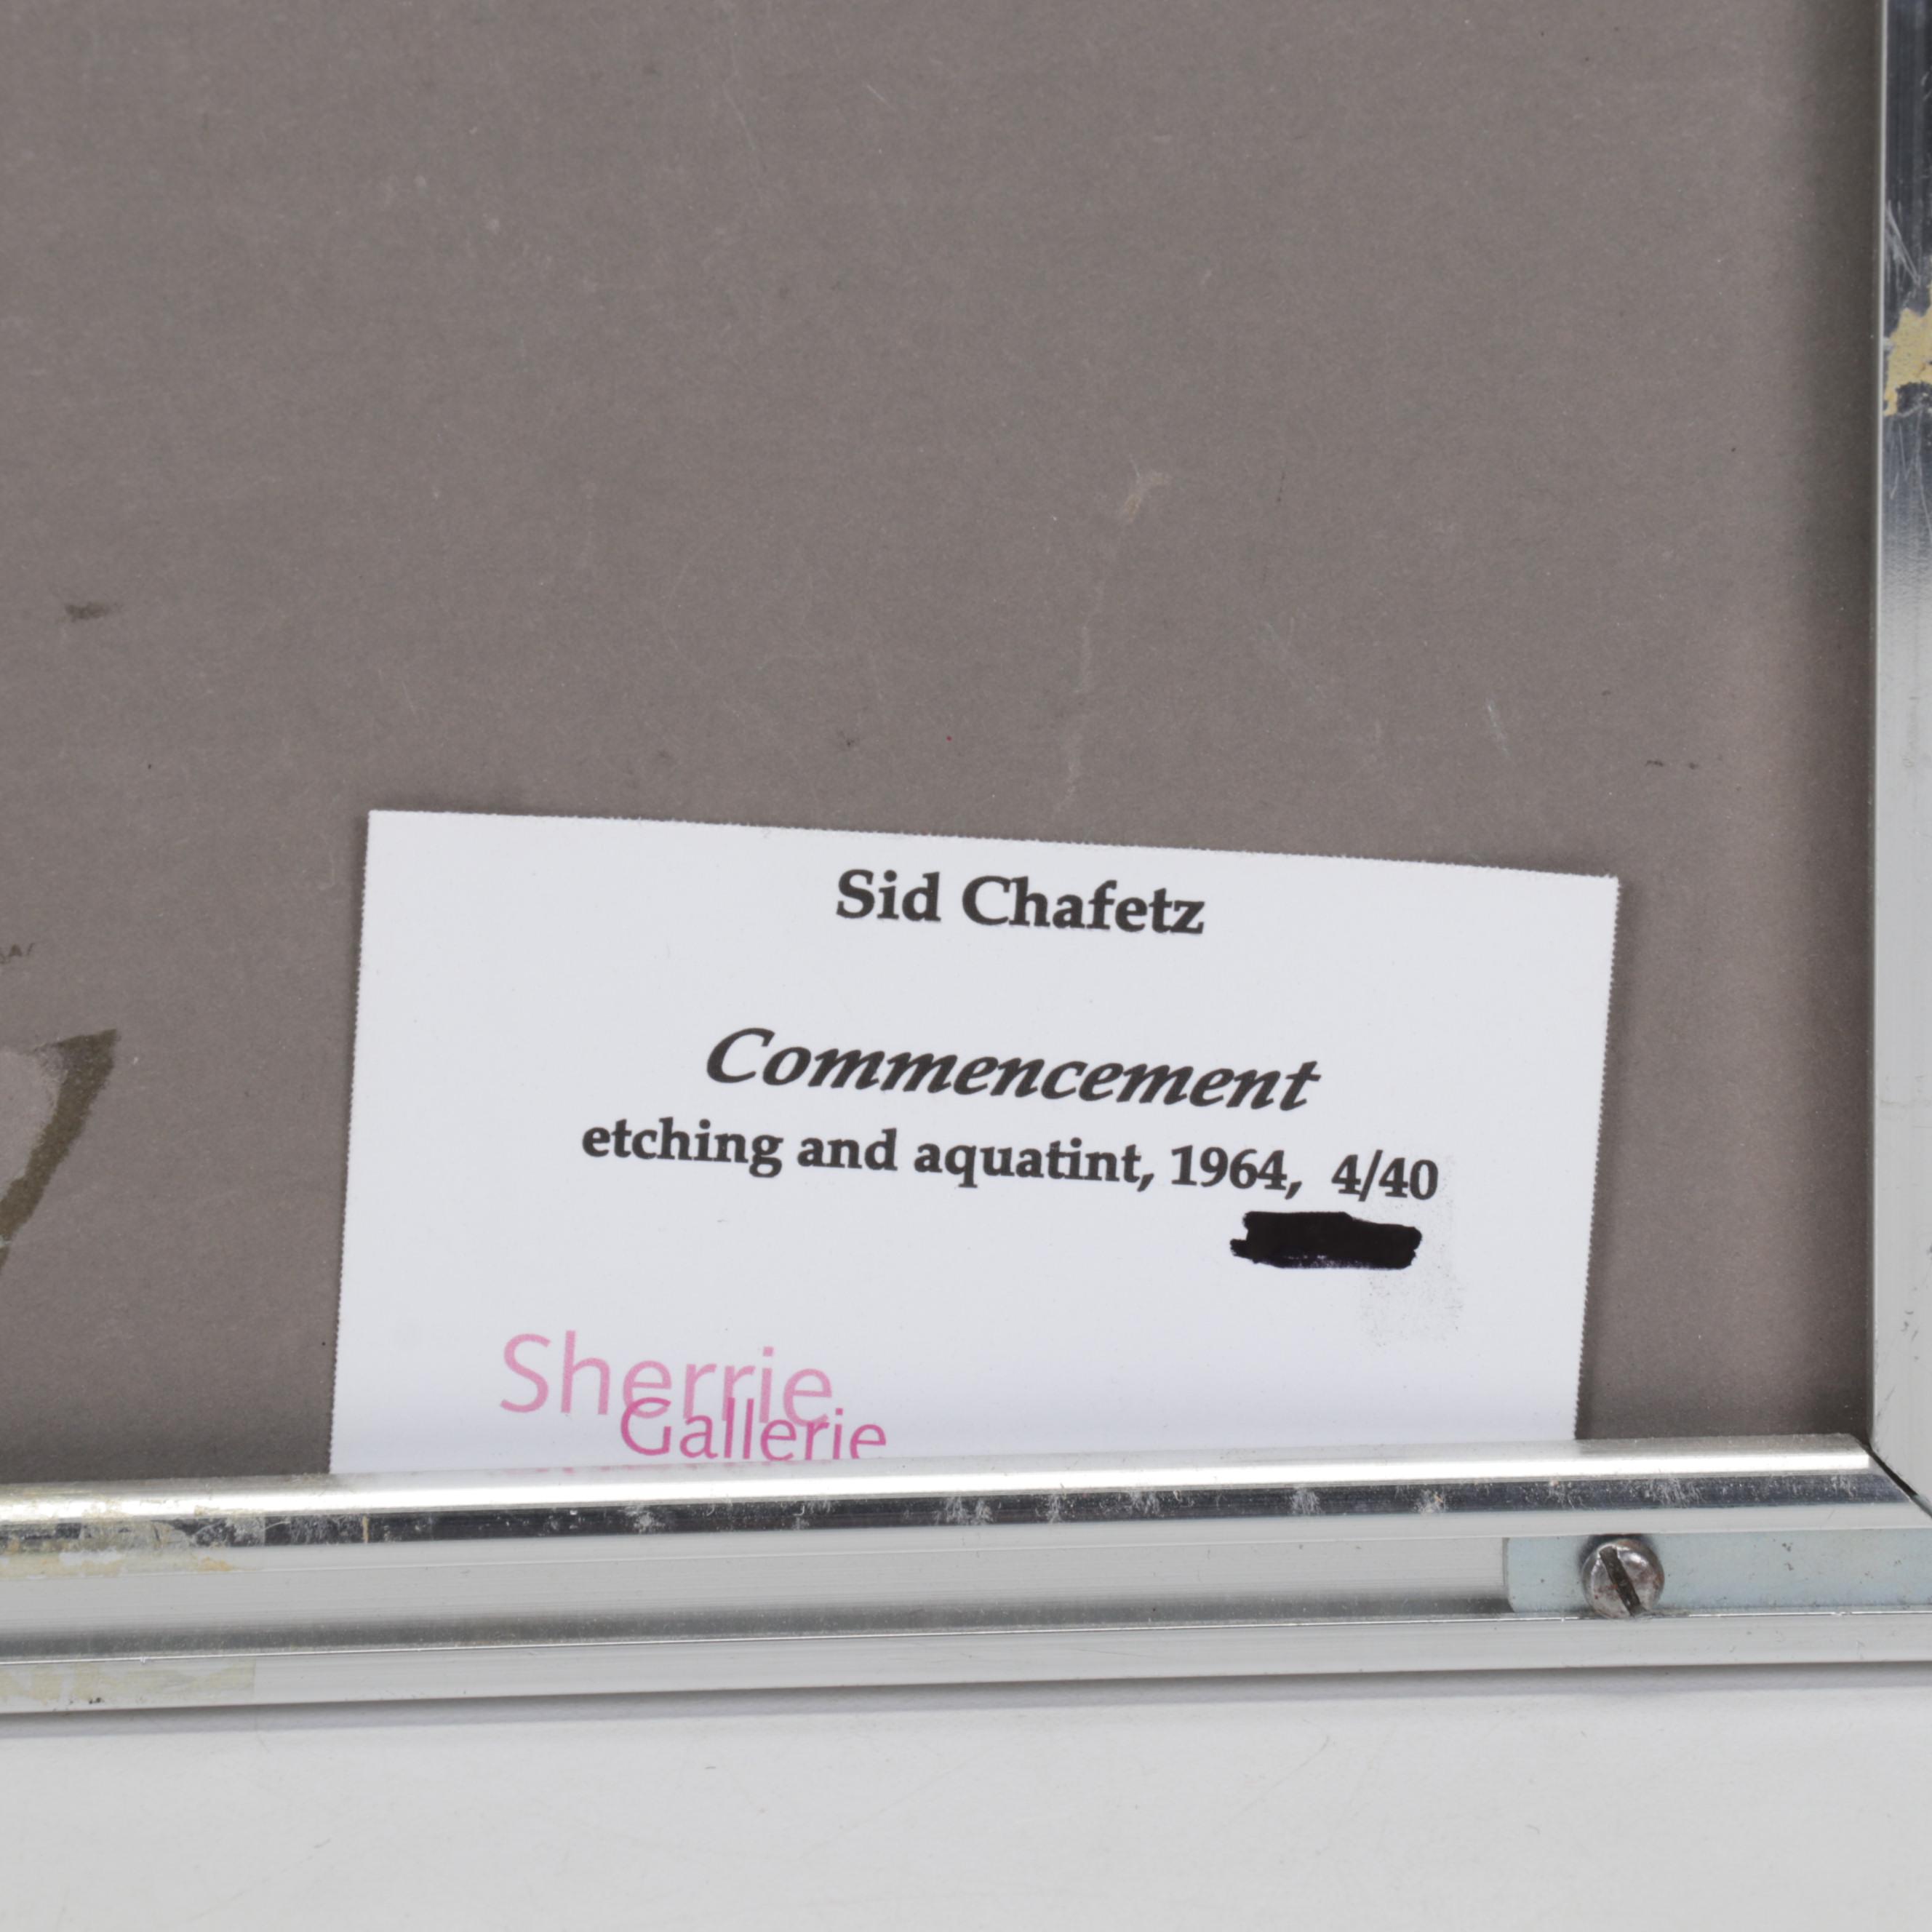 Sid Chafetz
Commencement
etching and aquatint, 1964, 4/40
Sherrie
Gallerie